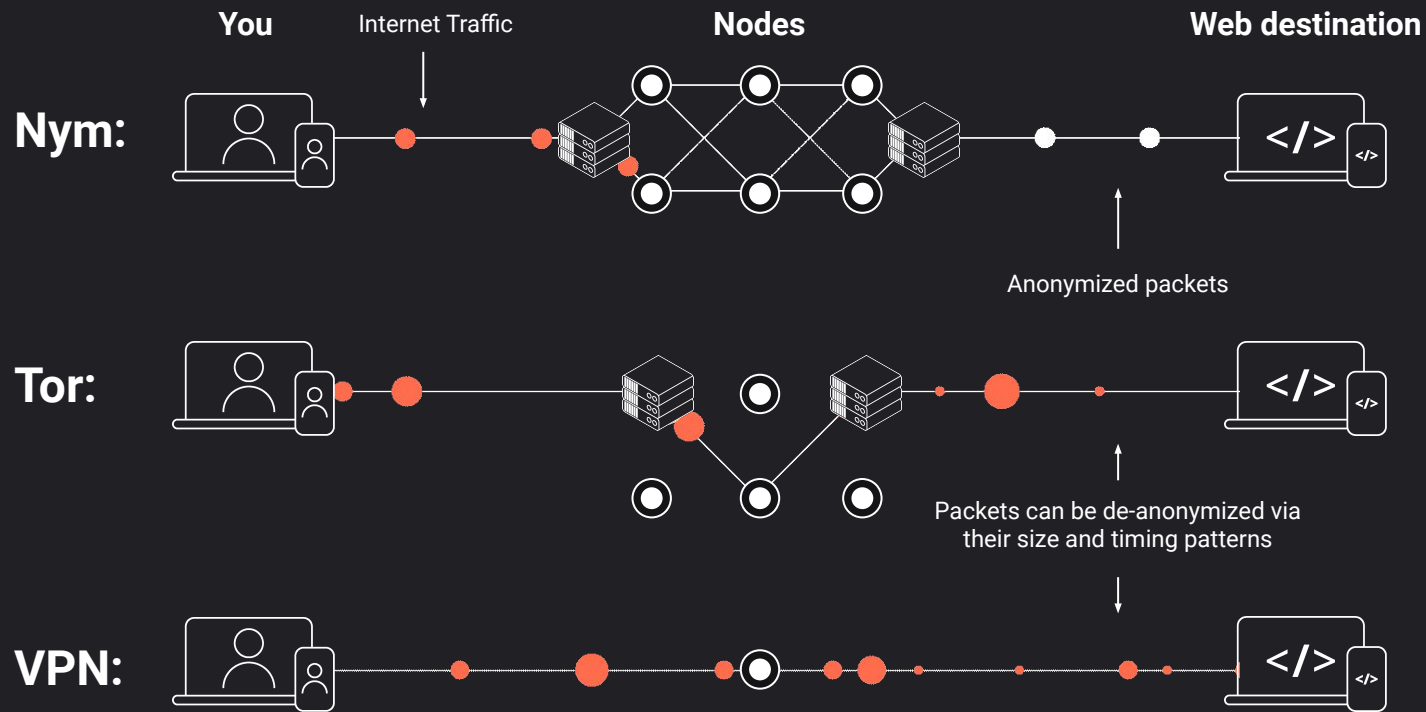 You
Internet Traffic
Nodes
Web destination
Nym:
</>
</>
Anonymized packets
Tor:
</>
</>
Packets can be de-anonymized via
their size and timing patterns
VPN:
</>
</>